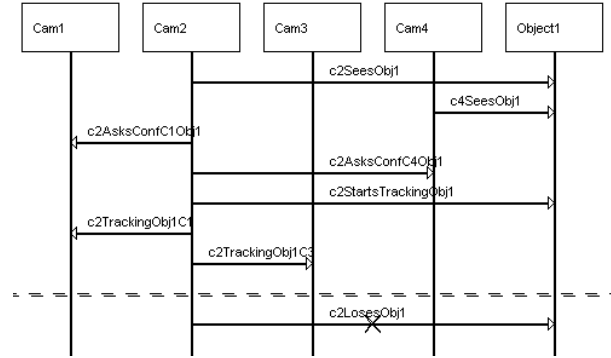 Cam1
Cam2
Cam3
Cam4
Object1
c2SeesObj1
c4SeesObj1
c2AsksConfC1Obj1
c2AsksConfC4Obj1
c2StartsTrackingObj1
c2TrackingObj1C1
c2TrackingObj1C3
c2LosesObj1